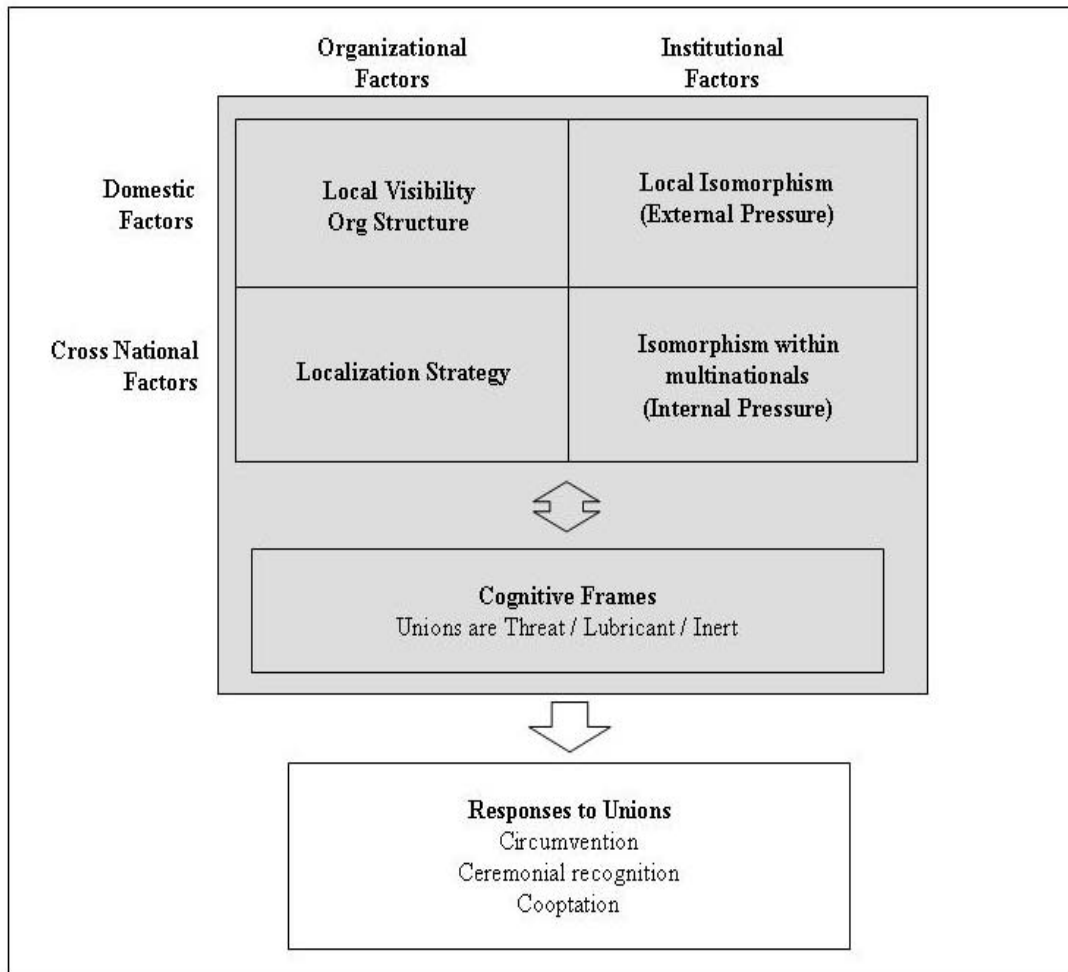 Organizational
Factors
Institutional
Factors
Domestic
Factors
Local Visibility
Org Structure
Local Isomorphism
(External Pressure)
Cross National
Factors
Localization Strategy
Isomorphism within
multinationals
(Internal Pressure)
Cognitive Frames
Unions are Threat / Lubricant / Inert
Responses to Unions
Circumvention
Ceremonial recognition
Cooptation